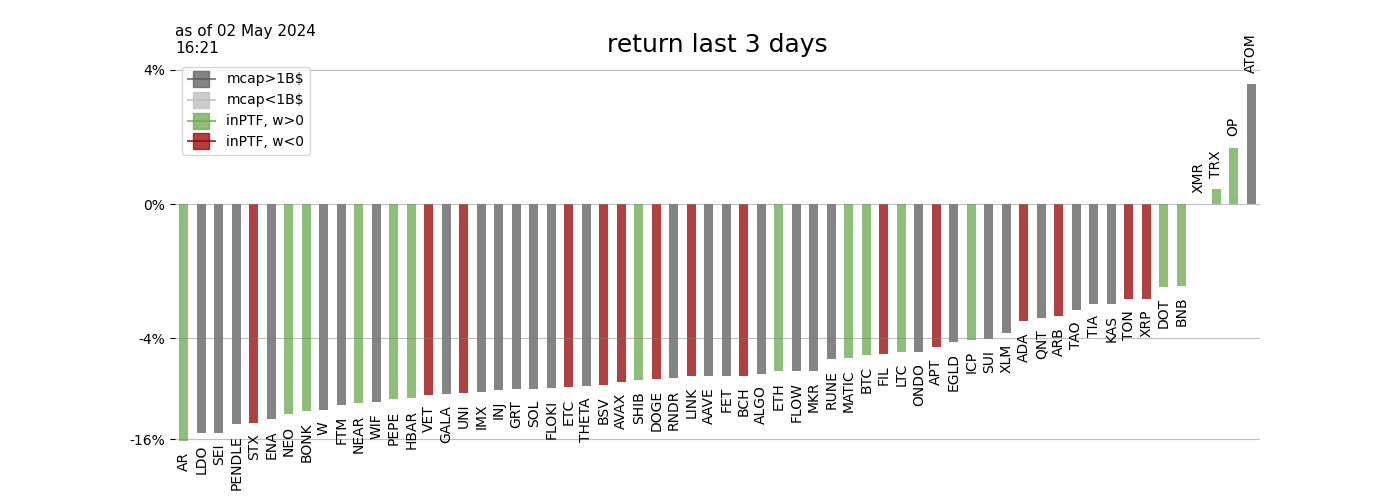 as of 02 May 2024
16:21
return last 3 days
4%
0%
-4%
-16%
mcap>1B$
mcap<1B$
inPTF, w>0
inPTF, w<0
AR
LDO
SEI
PENDLE
STX
ENA
NEO
BONK
W
FTM
NEAR
WIF
PEPE
HBAR
VET
GALA
UNI
IMX
INJ
GRT
SOL
FLOKI
ETC
THETA
BSV
AVAX
SHIB
DOGE
RNDR
LINK
AAVE
FET
BCH
ALGO
ETH
FLOW
MKR
RUNE
MATIC
BTC
FIL
LTC
ONDO
APT
EGLD
ICP
SUI
XLM
ADA
QNT
ARB
TAO
TIA
KAS
TON
XRP
DOT
BNB
XMR
TRX
OP
ATOM